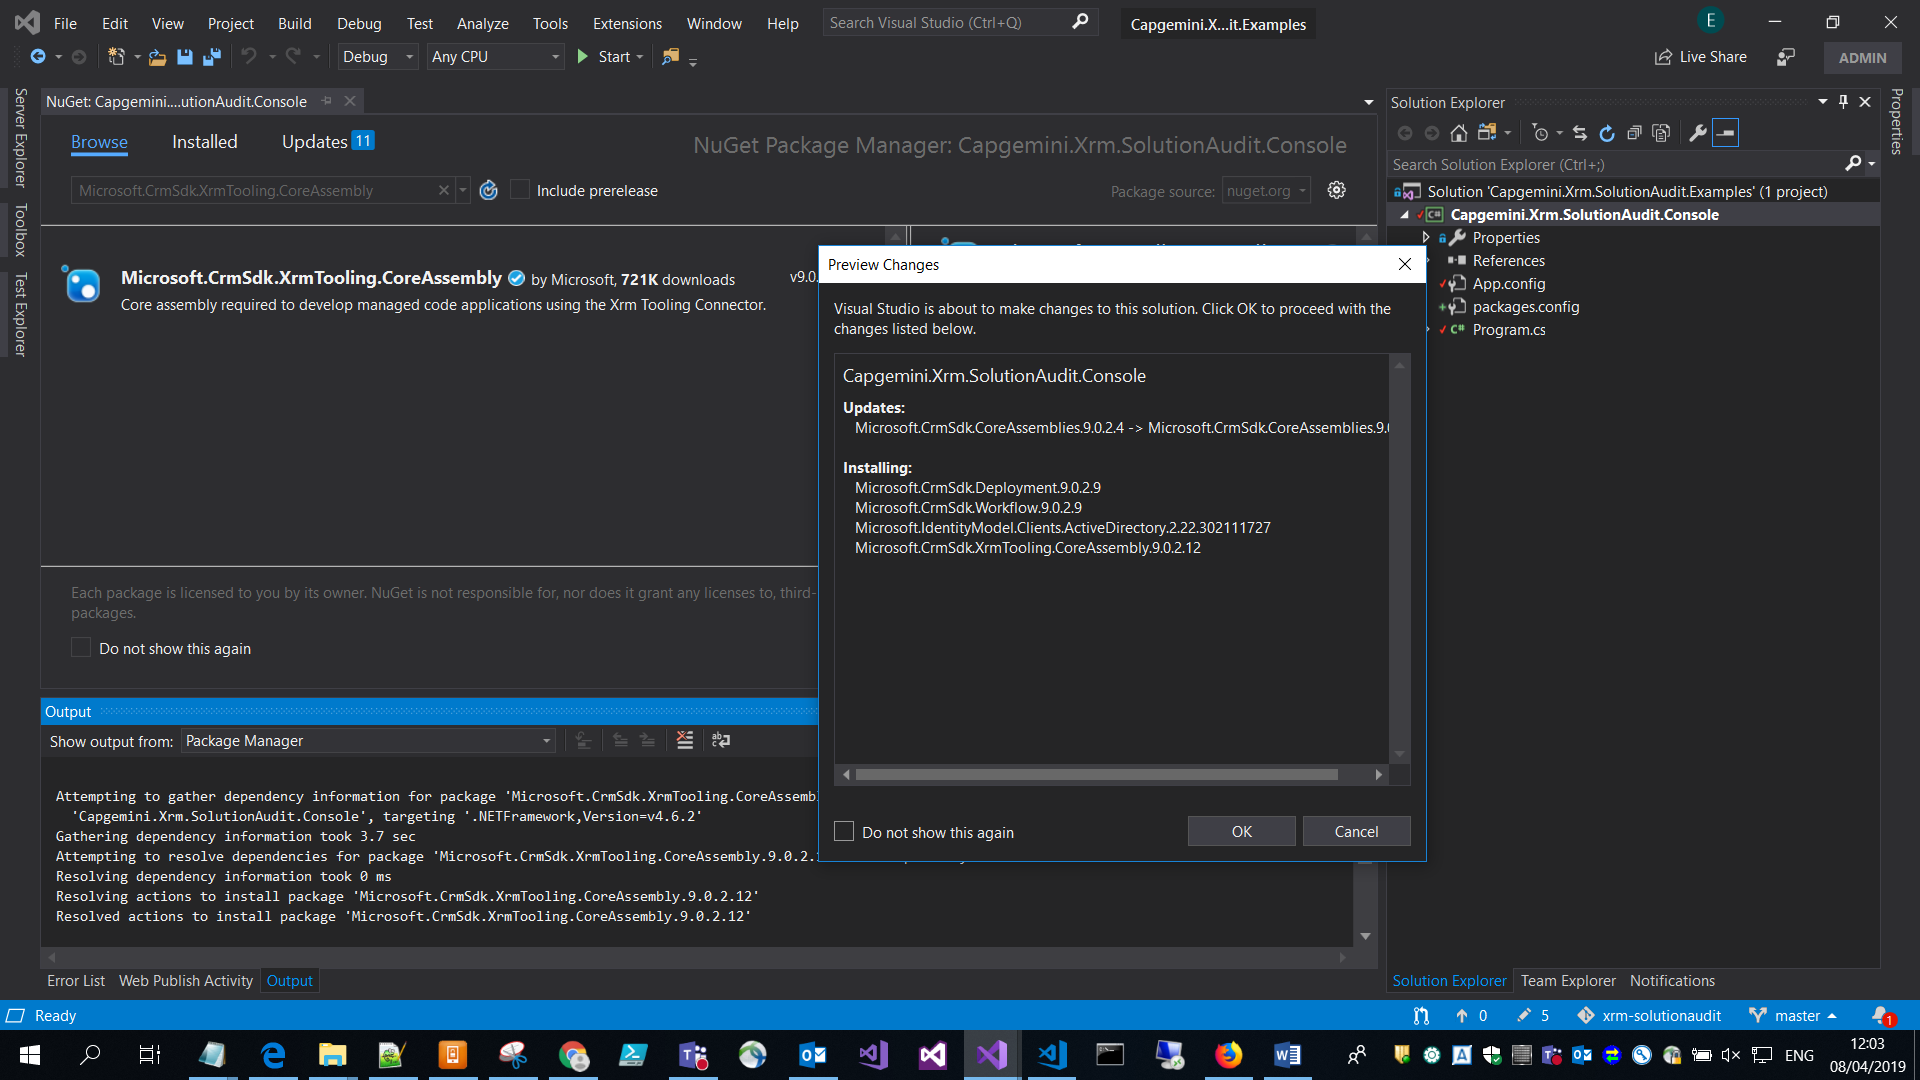 File Edit View Project Build Debug Test Analyze Tools Extensions Window Help Search Visual Studio (Ctrl+Q) Capgemini.X...it.Examples E
Debug Any CPU Start Live Share ADMIN
Server Explorer
Toolbox
Test Explorer
NuGet: Capgemini....utionAudit.Console
Browse Installed Updates 11 NuGet Package Manager: Capgemini.Xrm.SolutionAudit.Console
Microsoft.CrmSdk.XrmTooling.CoreAssembly Include prerelease Package source: nuget.org
Microsoft.CrmSdk.XrmTooling.CoreAssembly by Microsoft, 721K downloads v9.0.
Core assembly required to develop managed code applications using the Xrm Tooling Connector.
Each package is licensed to you by its owner. NuGet is not responsible for, nor does it grant any licenses to, third-
packages.
Do not show this again
Preview Changes
Visual Studio is about to make changes to this solution. Click OK to proceed with the
changes listed below.
Capgemini.Xrm.SolutionAudit.Console
Updates:
Microsoft.CrmSdk.CoreAssemblies.9.0.2.4 -> Microsoft.CrmSdk.CoreAssemblies.9.
Installing:
Microsoft.CrmSdk.Deployment.9.0.2.9
Microsoft.CrmSdk.Workflow.9.0.2.9
Microsoft.IdentityModel.Clients.ActiveDirectory.2.22.302111727
Microsoft.CrmSdk.XrmTooling.CoreAssembly.9.0.2.12
Do not show this again OK Cancel
Solution Explorer
Search Solution Explorer (Ctrl+;)
Solution 'Capgemini.Xrm.SolutionAudit.Examples' (1 project)
Capgemini.Xrm.SolutionAudit.Console
Properties
References
App.config
packages.config
C# Program.cs
Properties
Output
Show output from: Package Manager
Attempting to gather dependency information for package 'Microsoft.CrmSdk.XrmTooling.CoreAssembl
'Capgemini.Xrm.SolutionAudit.Console', targeting '.NETFramework,Version=v4.6.2'
Gathering dependency information took 3.7 sec
Attempting to resolve dependencies for package 'Microsoft.CrmSdk.XrmTooling.CoreAssembly.9.0.2.
Resolving dependency information took 0 ms
Resolving actions to install package 'Microsoft.CrmSdk.XrmTooling.CoreAssembly.9.0.2.12'
Resolved actions to install package 'Microsoft.CrmSdk.XrmTooling.CoreAssembly.9.0.2.12'
Error List Web Publish Activity Output
Solution Explorer Team Explorer Notifications
Ready 0 5 xrm-solutionaudit master 1
ENG 12:03
08/04/2019